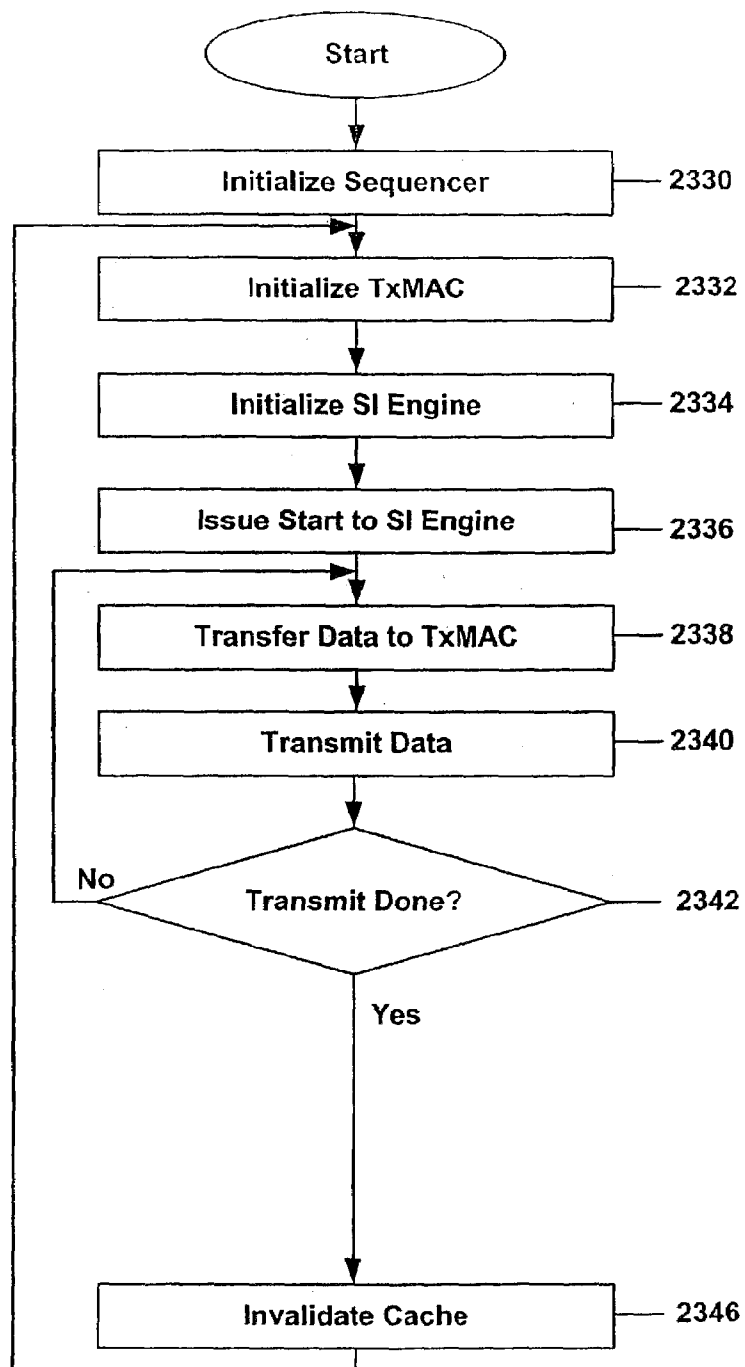 Start
Initialize Sequencer
2330
Initialize TxMAC
2332
Initialize SI Engine
2334
Issue Start to SI Engine
2336
Transfer Data to TxMAC
2338
Transmit Data
2340
No
Transmit Done?
2342
Yes
Invalidate Cache
2346